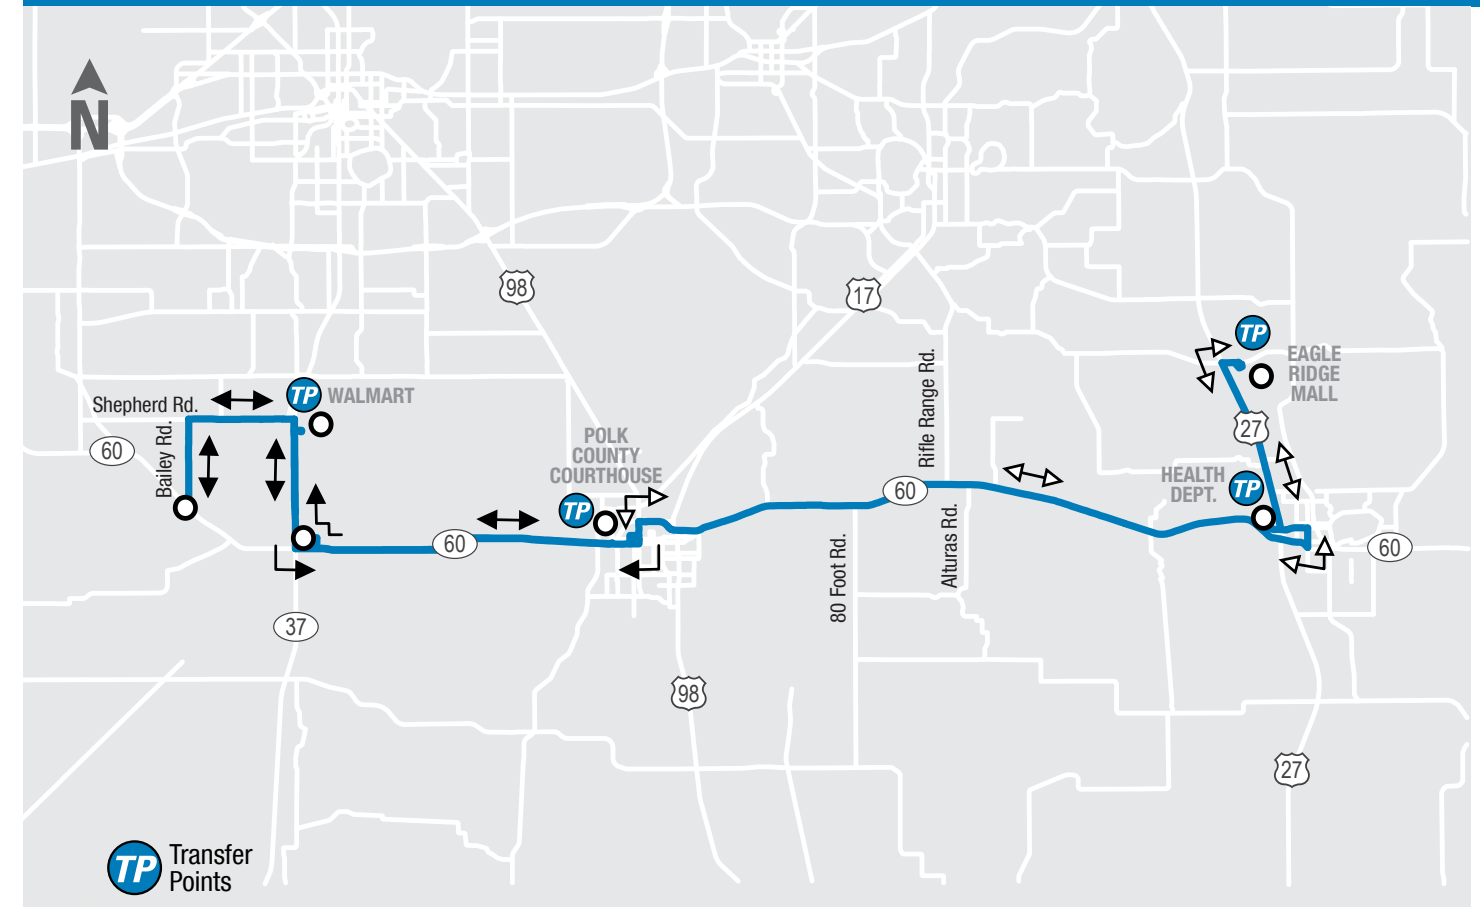 N
98
17
TP
EAGLE
RIDGE
MALL
TP
WALMART
Shepherd Rd.
60
Bailey Rd.
27
POLK
COUNTY
COURTHOUSE
TP
Rifle Range Rd.
HEALTH
DEPT.
TP
60
60
60
Alturas Rd.
80 Foot Rd.
37
98
27
TP
Transfer
Points